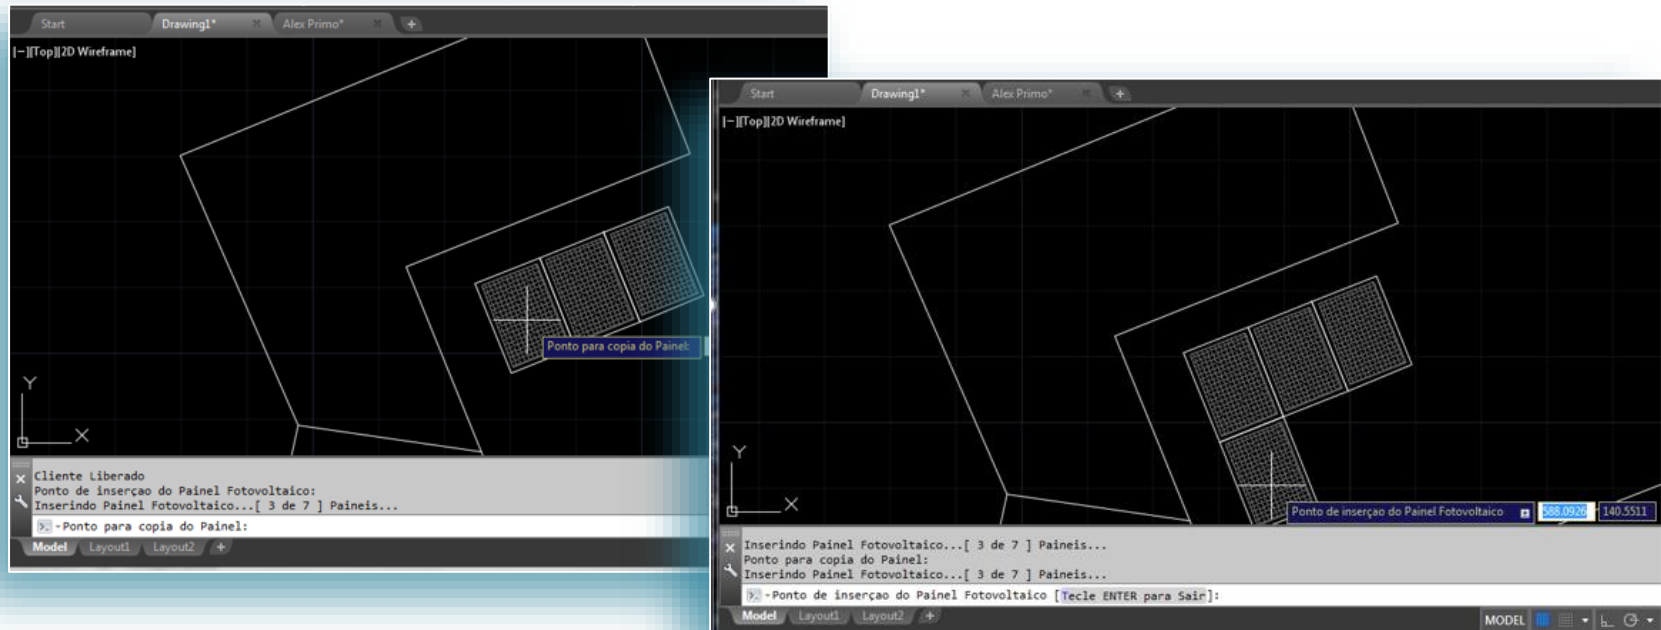 Start Drawing1* Alex Primo* +
[−][Top][2D Wireframe]
Ponto para copia do Painel:
Y
X
Cliente Liberado
Ponto de inserçao do Painel Fotovoltaico:
Inserindo Painel Fotovoltaico...[ 3 de 7 ] Paineis...
-Ponto para copia do Painel:
Model Layout1 Layout2 +
Start Drawing1* Alex Primo* +
[−][Top][2D Wireframe]
Y
X
Ponto de inserçao do Painel Fotovoltaico 588.0926 140.5511
Inserindo Painel Fotovoltaico...[ 3 de 7 ] Paineis...
Ponto para copia do Painel:
Inserindo Painel Fotovoltaico...[ 3 de 7 ] Paineis...
-Ponto de inserçao do Painel Fotovoltaico [Tecle ENTER para Sair]:
Model Layout1 Layout2 +
MODEL